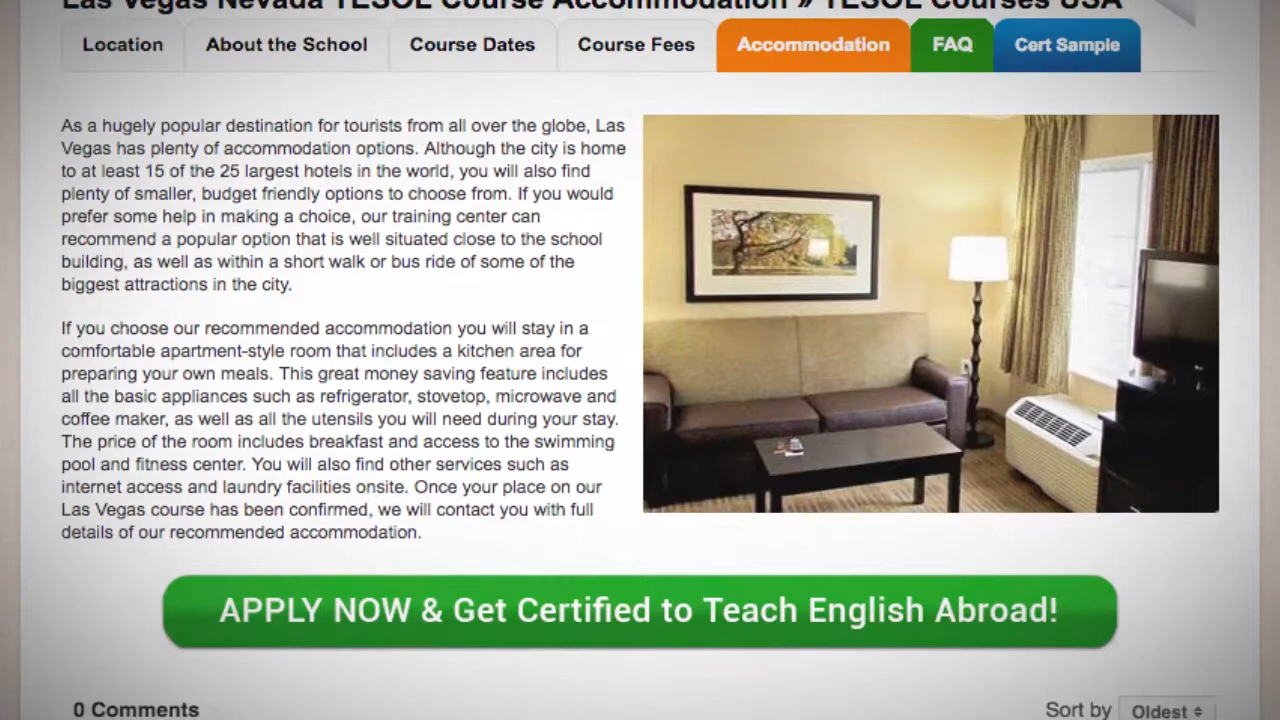 Las Vegas Nevada TESOL Course Accommodation » TESOL Courses USA
Location About the School Course Dates Course Fees Accommodation FAQ Cert Sample
As a hugely popular destination for tourists from all over the globe, Las
Vegas has plenty of accommodation options. Although the city is home
to at least 15 of the 25 largest hotels in the world, you will also find
plenty of smaller, budget friendly options to choose from. If you would
prefer some help in making a choice, our training center can
recommend a popular option that is well situated close to the school
building, as well as within a short walk or bus ride of some of the
biggest attractions in the city.
If you choose our recommended accommodation you will stay in a
comfortable apartment-style room that includes a kitchen area for
preparing your own meals. This great money saving feature includes
all the basic appliances such as refrigerator, stovetop, microwave and
coffee maker, as well as all the utensils you will need during your stay.
The price of the room includes breakfast and access to the swimming
pool and fitness center. You will also find other services such as
internet access and laundry facilities onsite. Once your place on our
Las Vegas course has been confirmed, we will contact you with full
details of our recommended accommodation.
APPLY NOW & Get Certified to Teach English Abroad!
0 Comments Sort by Oldest